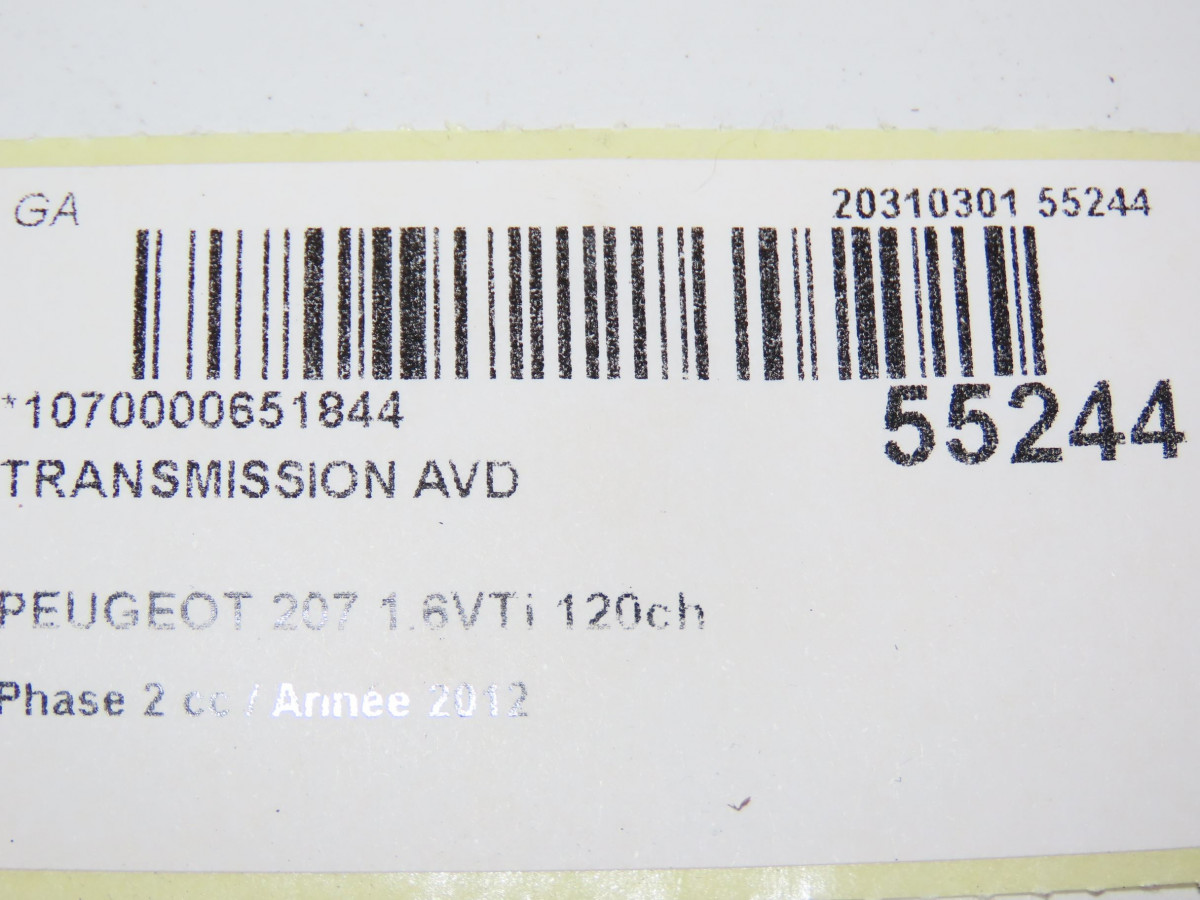 GA
20310301 55244
*1070000651844
55244
TRANSMISSION AVD
PEUGEOT 207 1.6VTi 120ch
Phase 2 cc / Année 2012